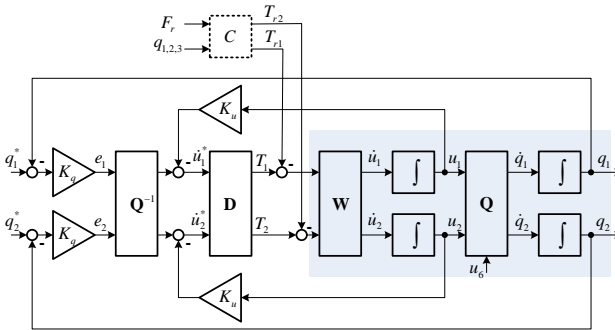 F_r T_{r2}
C
q_{1,2,3} T_{r1}
K_u
q_1^* - K_q e_1 - u̇_1^* T_1 - u̇_1 ∫ u_1 q̇_1 ∫ q_1
Q^{-1} D W Q
q_2^* - K_q e_2 - u̇_2^* T_2 - u̇_2 ∫ u_2 q̇_2 ∫ q_2
u_6
K_u